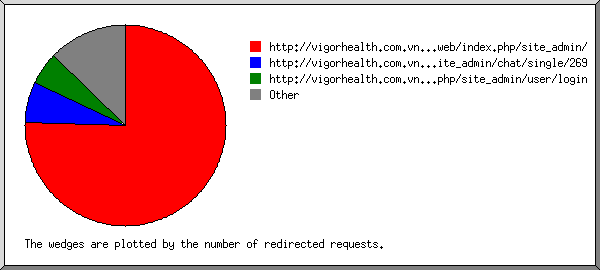 http://vigorhealth.com.vn...web/index.php/site_admin/
http://vigorhealth.com.vn...ite_admin/chat/single/269
http://vigorhealth.com.vn...php/site_admin/user/login
Other
The wedges are plotted by the number of redirected requests.